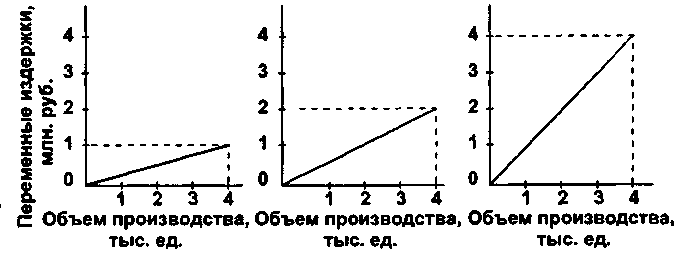 Переменные издержки,
млн. руб.
4
3
2
1
0
1 2 3 4
Объем производства,
тыс. ед.
4
3
2
1
0
1 2 3 4
Объем производства,
тыс. ед.
4
3
2
1
0
1 2 3 4
Объем производства,
тыс. ед.